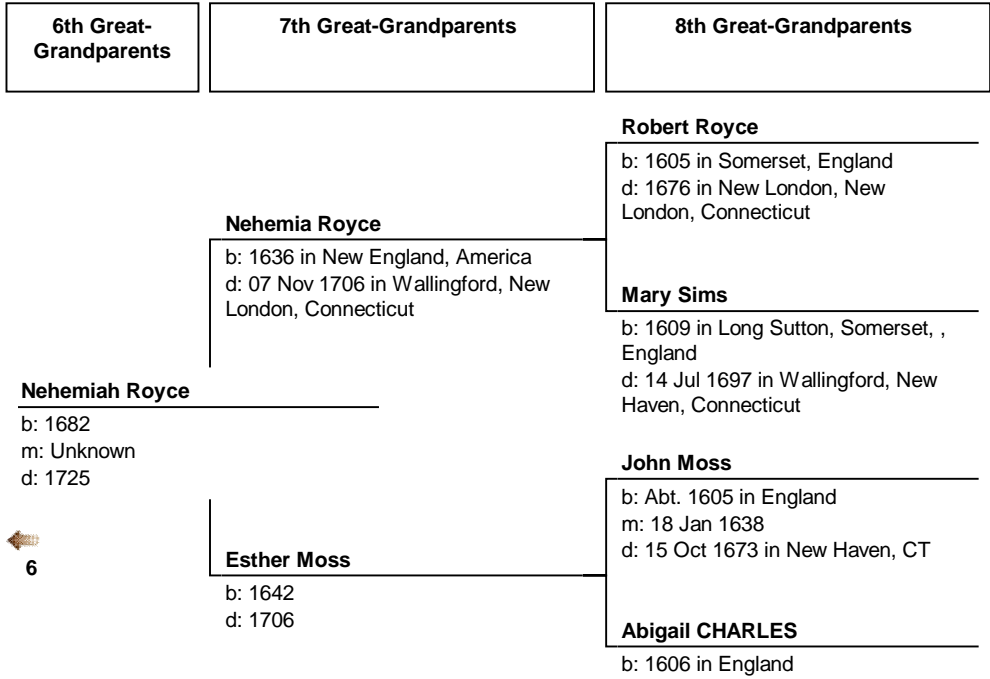 6th Great-
Grandparents
7th Great-Grandparents
8th Great-Grandparents
Robert Royce
b: 1605 in Somerset, England
d: 1676 in New London, New
London, Connecticut
Nehemia Royce
b: 1636 in New England, America
d: 07 Nov 1706 in Wallingford, New
London, Connecticut
Mary Sims
b: 1609 in Long Sutton, Somerset, ,
England
d: 14 Jul 1697 in Wallingford, New
Haven, Connecticut
Nehemiah Royce
b: 1682
m: Unknown
d: 1725
John Moss
b: Abt. 1605 in England
m: 18 Jan 1638
d: 15 Oct 1673 in New Haven, CT
6
Esther Moss
b: 1642
d: 1706
Abigail CHARLES
b: 1606 in England